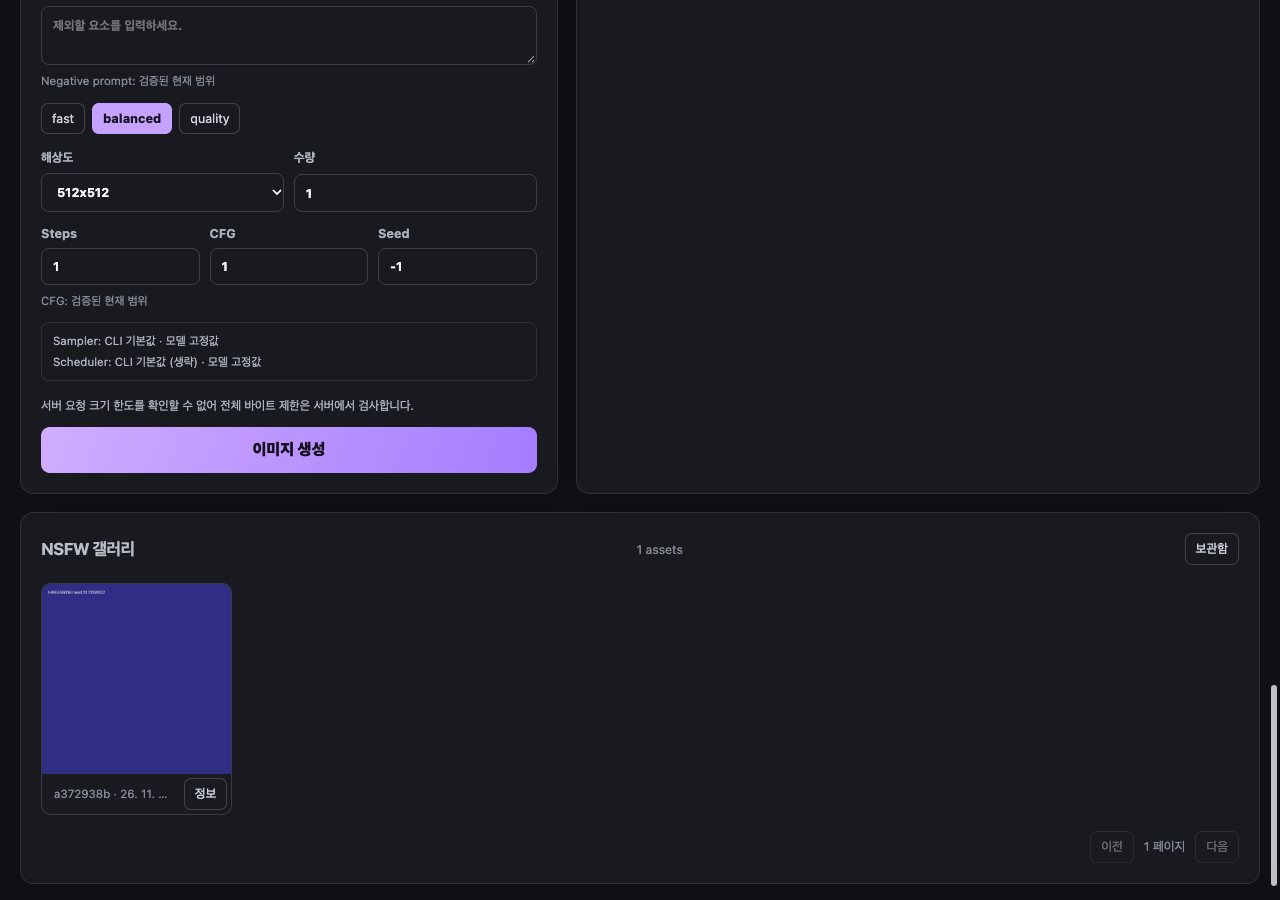 제외할 요소를 입력하세요.
Negative prompt: 검증된 현재 범위
fast balanced quality
해상도 수량
512x512 1
Steps CFG Seed
1 1 -1
CFG: 검증된 현재 범위
Sampler: CLI 기본값 · 모델 고정값
Scheduler: CLI 기본값 (생략) · 모델 고정값
서버 요청 크기 한도를 확인할 수 없어 전체 바이트 제한은 서버에서 검사합니다.
이미지 생성
NSFW 갤러리 1 assets 보관함
a372938b · 26. 11. ... 정보
이전 1 페이지 다음